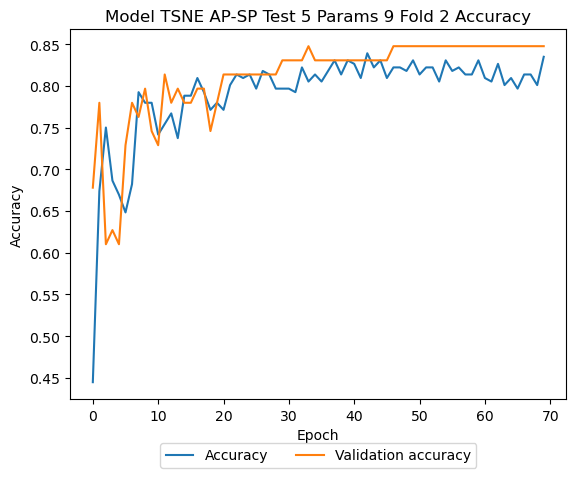 Model TSNE AP-SP Test 5 Params 9 Fold 2 Accuracy
0.85
0.80
0.75
0.70
0.65
0.60
0.55
0.50
0.45
Accuracy
0 10 20 30 40 50 60 70
Epoch
Accuracy Validation accuracy